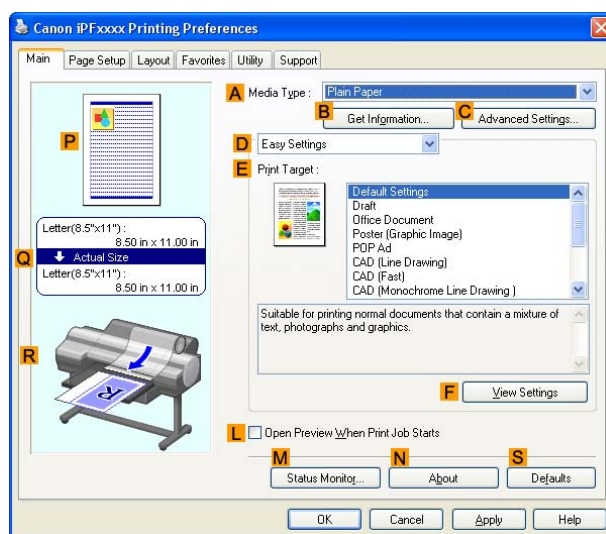 Canon iPFxxxx Printing Preferences
Main Page Setup Layout Favorites Utility Support
A Media Type : Plain Paper
B Get Information... C Advanced Settings...
D Easy Settings
E Print Target :
Default Settings
Draft
Office Document
Poster (Graphic Image)
POP Ad
CAD (Line Drawing)
CAD (Fast)
CAD (Monochrome Line Drawing )
Suitable for printing normal documents that contain a mixture of
text, photographs and graphics.
F View Settings
P
Q
Letter(8.5"x11") :
8.50 in x 11.00 in
Actual Size
Letter(8.5"x11") :
8.50 in x 11.00 in
R
R
L Open Preview When Print Job Starts
M Status Monitor... N About S Defaults
OK Cancel Apply Help